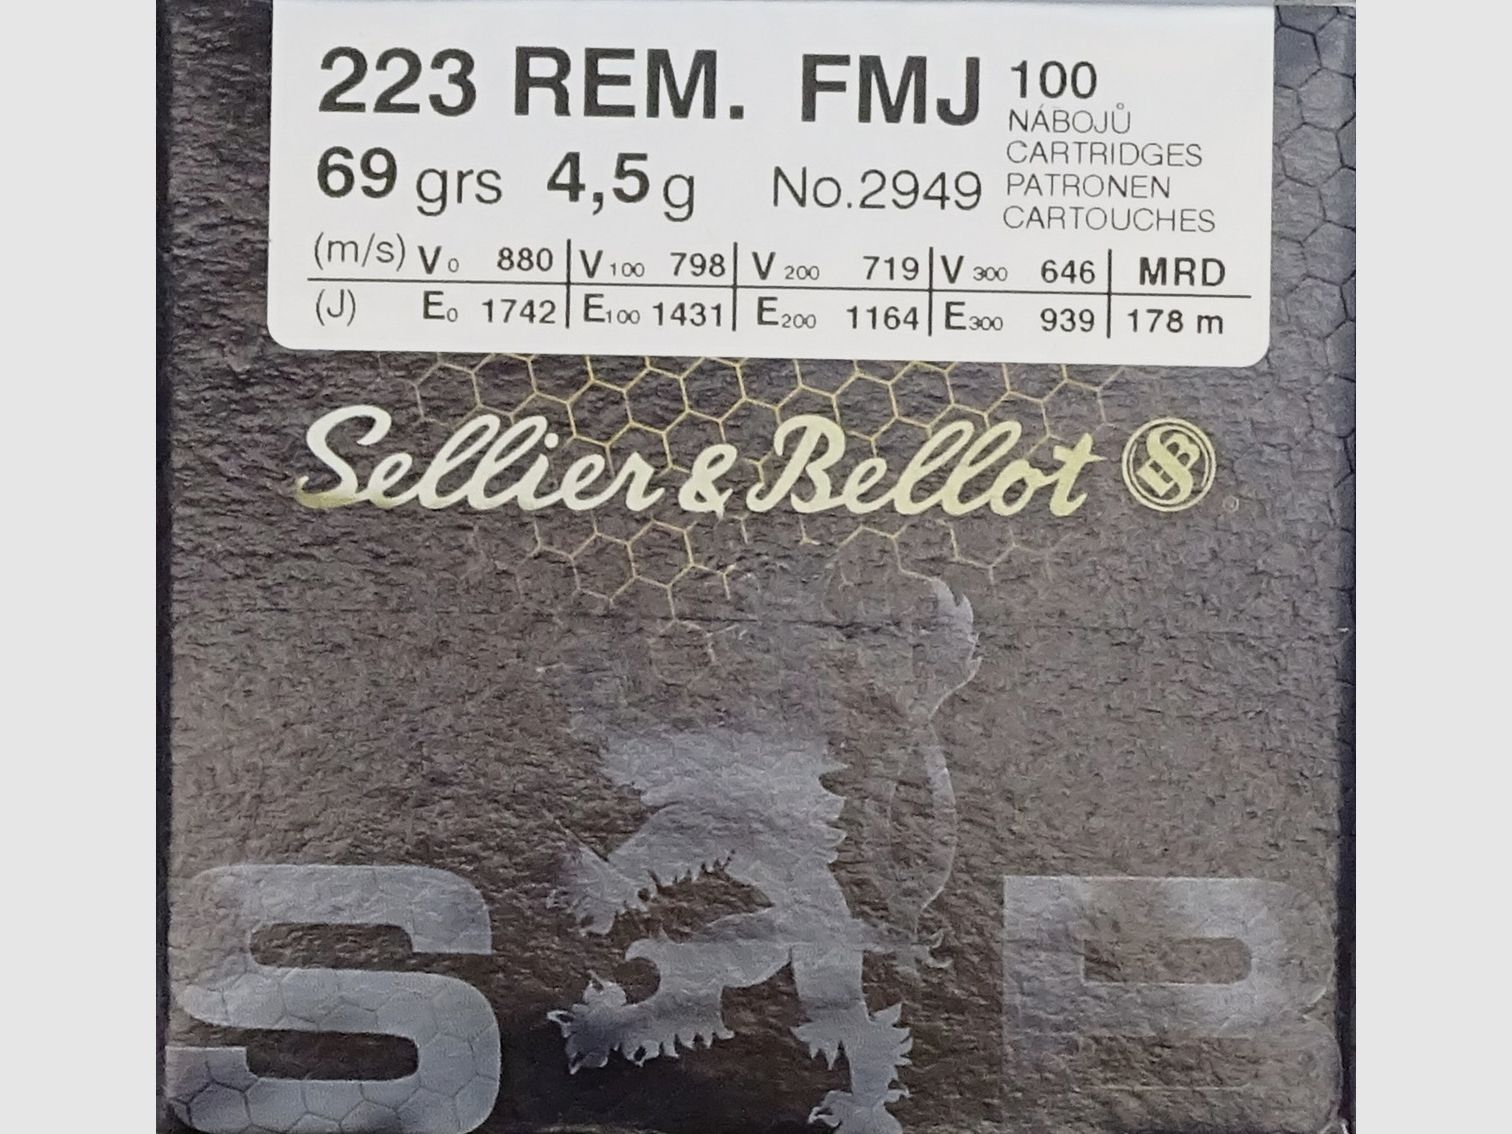 223 REM. FMJ 100
NÁBOJŮ
CARTRIDGES
69 grs 4,5 g No.2949 PATRONEN
CARTOUCHES
(m/s) V0 880 V100 798 V200 719 V300 646 MRD
(J) E0 1742 E100 1431 E200 1164 E300 939 178 m
Sellier & Bellot SB
S B